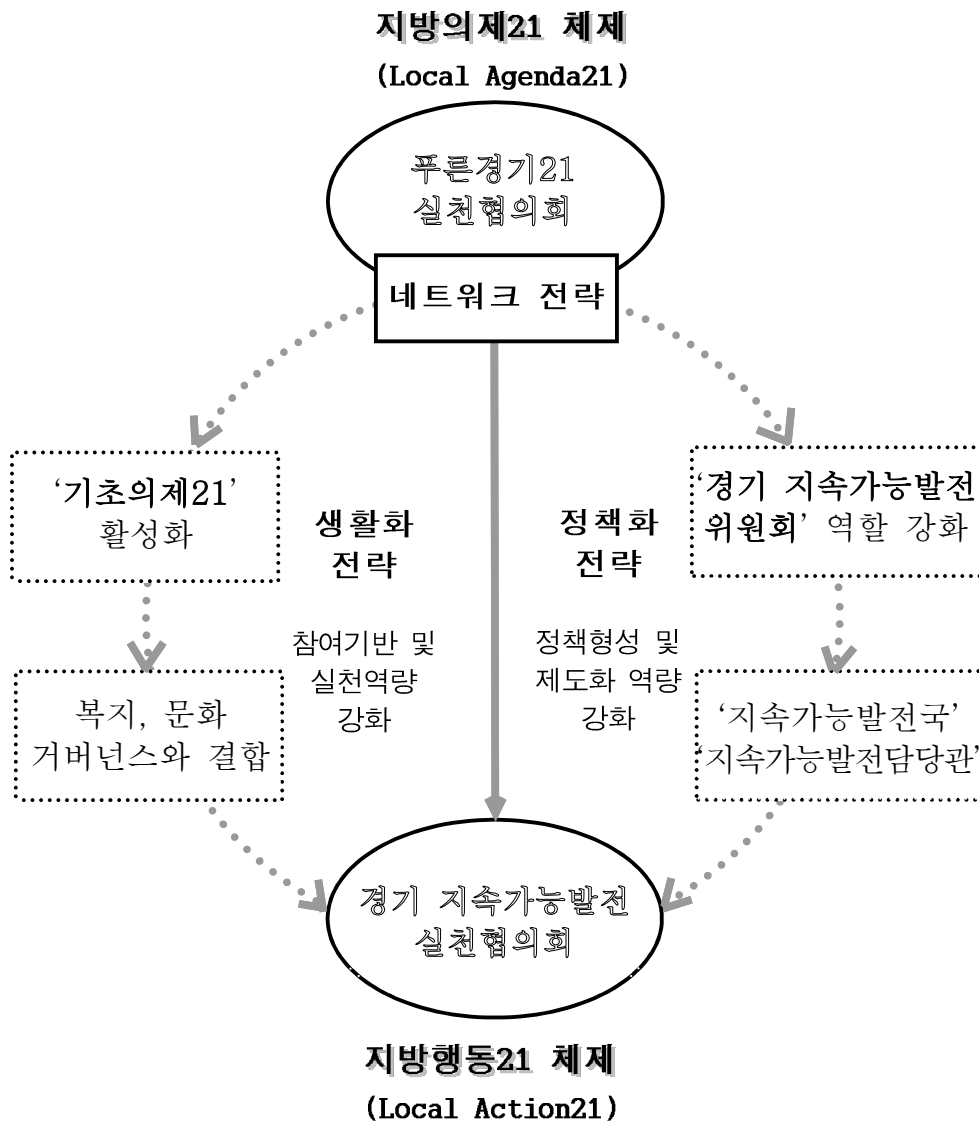 지방의제21 체제
(Local Agenda21)
푸른경기21
실천협의회
네트워크 전략
‘기초의제21’
활성화
생활화
전략
참여기반 및
실천역량
강화
정책화
전략
정책형성 및
제도화 역량
강화
‘경기 지속가능발전
위원회’ 역할 강화
복지, 문화
거버넌스와 결합
‘지속가능발전국’
‘지속가능발전담당관’
경기 지속가능발전
실천협의회
지방행동21 체제
(Local Action21)